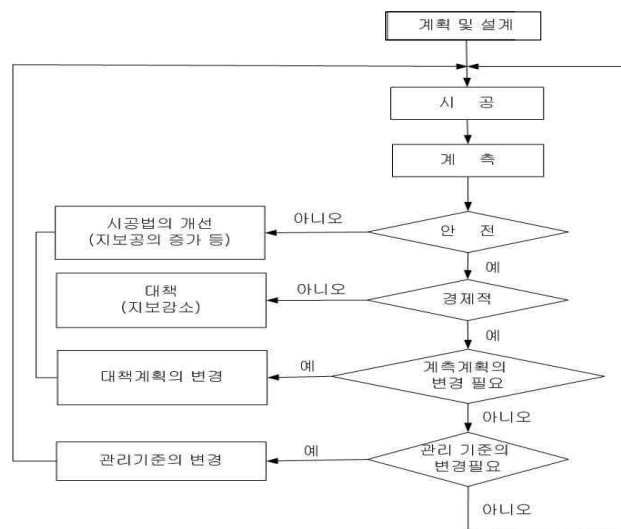 계획 및 설계
시 공
계 측
시공법의 개선
(지보공의 증가 등)
아니오
안 전
예
대책
(지보감소)
아니오
경제적
예
대책계획의 변경
예
계측계획의
변경 필요
아니오
관리기준의 변경
예
관리 기준의
변경필요
아니오